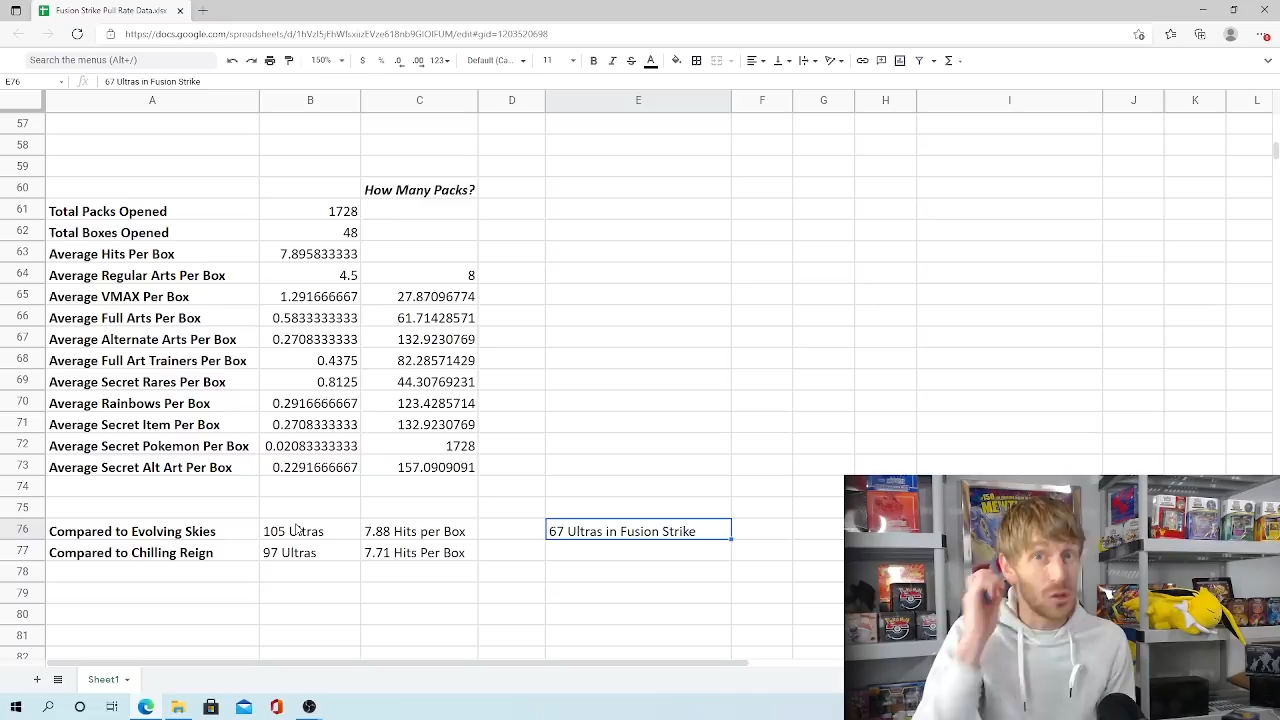 Fusion Strike Pull Rate Data.xlsx
Search the menus (Alt+/)
150%
$ % .0 .00 123
Default (Ca...
11
E76
67 Ultras in Fusion Strike
A B C D E F G H I J K L
57
58
59
60 How Many Packs?
61 Total Packs Opened 1728
62 Total Boxes Opened 48
63 Average Hits Per Box 7.895833333
64 Average Regular Arts Per Box 4.5 8
65 Average VMAX Per Box 1.291666667 27.87096774
66 Average Full Arts Per Box 0.5833333333 61.71428571
67 Average Alternate Arts Per Box 0.2708333333 132.9230769
68 Average Full Art Trainers Per Box 0.4375 82.28571429
69 Average Secret Rares Per Box 0.8125 44.30769231
70 Average Rainbows Per Box 0.2916666667 123.4285714
71 Average Secret Item Per Box 0.2708333333 132.9230769
72 Average Secret Pokemon Per Box 0.02083333333 1728
73 Average Secret Alt Art Per Box 0.2291666667 157.0909091
74
75
76 Compared to Evolving Skies 105 Ultras 7.88 Hits per Box 67 Ultras in Fusion Strike
77 Compared to Chilling Reign 97 Ultras 7.71 Hits Per Box
78
79
80
81
82
Sheet1